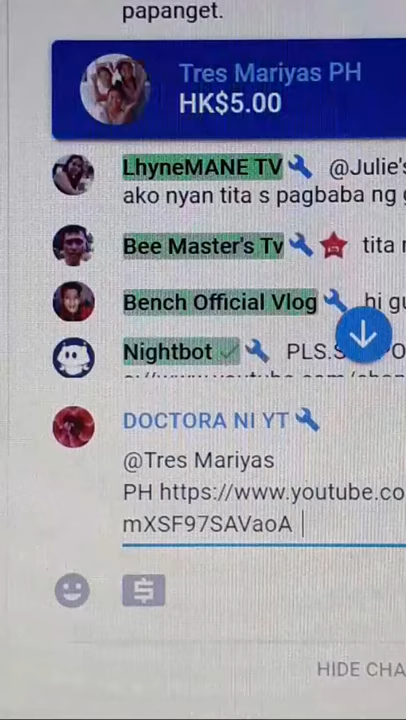 papanget.
Tres Mariyas PH
HK$5.00
LhyneMANE TV @Julie's
ako nyan tita s pagbaba ng
Bee Master's Tv tita
Bench Official Vlog hi
Nightbot PLS.S
DOCTORA NI YT
@Tres Mariyas
PH https://www.youtube.co
mXSF97SAVaoA
HIDE CHA